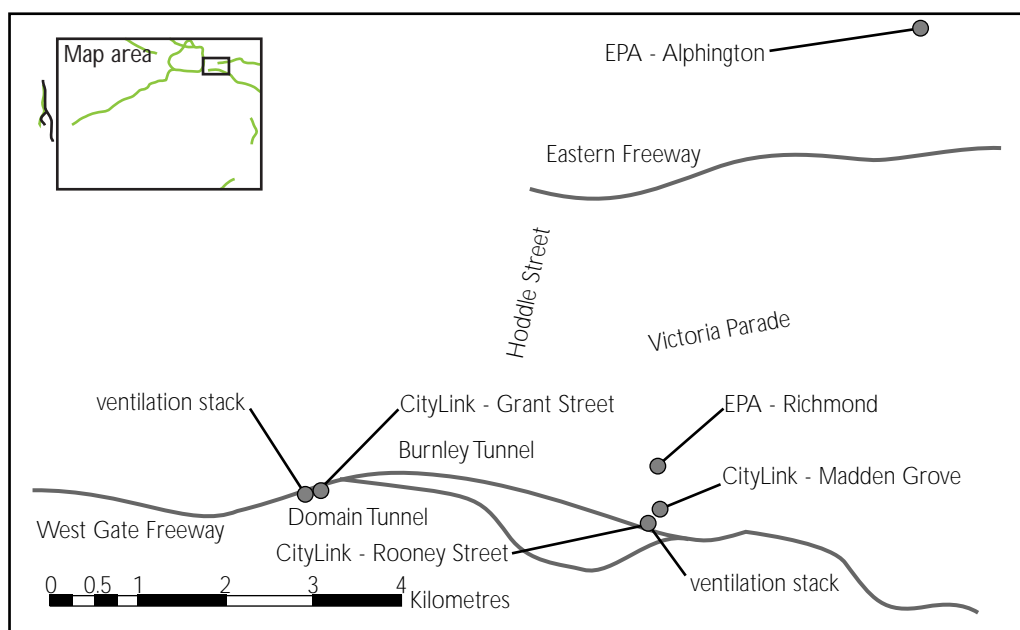 Map area
EPA - Alphington
Eastern Freeway
Hoddle Street
Victoria Parade
ventilation stack
CityLink - Grant Street
EPA - Richmond
Burnley Tunnel
CityLink - Madden Grove
West Gate Freeway
Domain Tunnel
CityLink - Rooney Street
ventilation stack
0 0.5 1 2 3 4
Kilometres